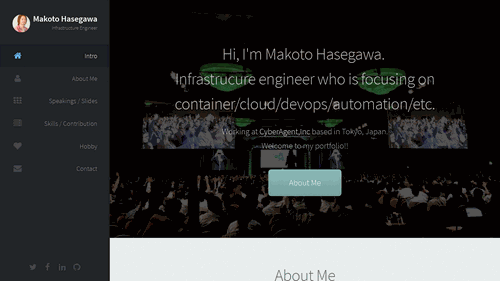 Makoto Hasegawa
Infrastructure Engineer
Intro
About Me
Speakings / Slides
Skills / Contribution
Hobby
Contact
Hi, I'm Makoto Hasegawa.
Infrastrucure engineer who is focusing on
container/cloud/devops/automation/etc.
Working at CyberAgent,Inc based in Tokyo, Japan.
Welcome to my portfolio!!
About Me
About Me